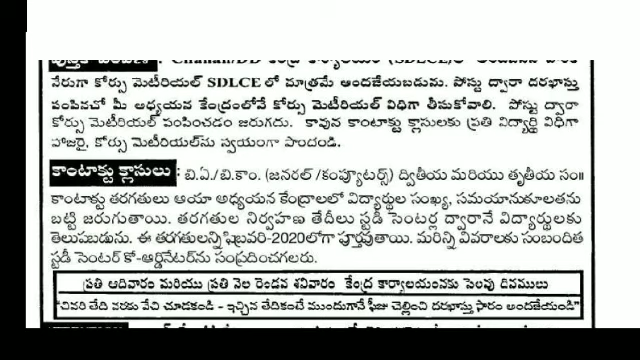 Challan/DD
నేరుగా కోర్సు మెటీరియల్ SDLCE లో మాత్రమే అందజేయబడును. పోస్టు ద్వారా దరఖాస్తు
పంపినచో మీ అధ్యయన కేంద్రంలోనే కోర్సు మెటీరియల్ విధిగా తీసుకోవాలి. పోస్టు ద్వారా
కోర్సు మెటీరియల్ పంపించడం జరుగదు. కావున కాంటాక్టు క్లాసులకు ప్రతి విద్యార్థి విధిగా
హాజరై, కోర్సు మెటీరియల్‌ను స్వయంగా పొందండి.
కాంటాక్టు క్లాసులు : బి.ఏ./బి.కాం. (జనరల్ /కంప్యూటర్స్) ద్వితీయ మరియు తృతీయ సం॥
కాంటాక్టు తరగతులు ఆయా అధ్యయన కేంద్రాలలో విద్యార్థుల సంఖ్య, సమయానుకూలతను
బట్టి జరుగుతాయి. తరగతుల నిర్వహణ తేదీలు స్టడీ సెంటర్ల ద్వారానే విద్యార్థులకు
తెలుపబడును. ఈ తరగతులన్నీ ఫిబ్రవరి-2020లోగా పూర్తవుతాయి. మరిన్ని వివరాలకు సంబందిత
స్టడీ సెంటర్ కో-ఆర్డినేటర్‌ను సంప్రదించగలరు.
ప్రతి ఆదివారం మరియు ప్రతి నెల రెండవ శనివారం కేంద్ర కార్యాలయమునకు సెలవు దినములు
"చివరి తేది వరకు వేచి చూడకండి - ఇచ్చిన తేదికంటే ముందుగానే ఫీజు చెల్లించి దరఖాస్తు ఫారం అందజేయండి"